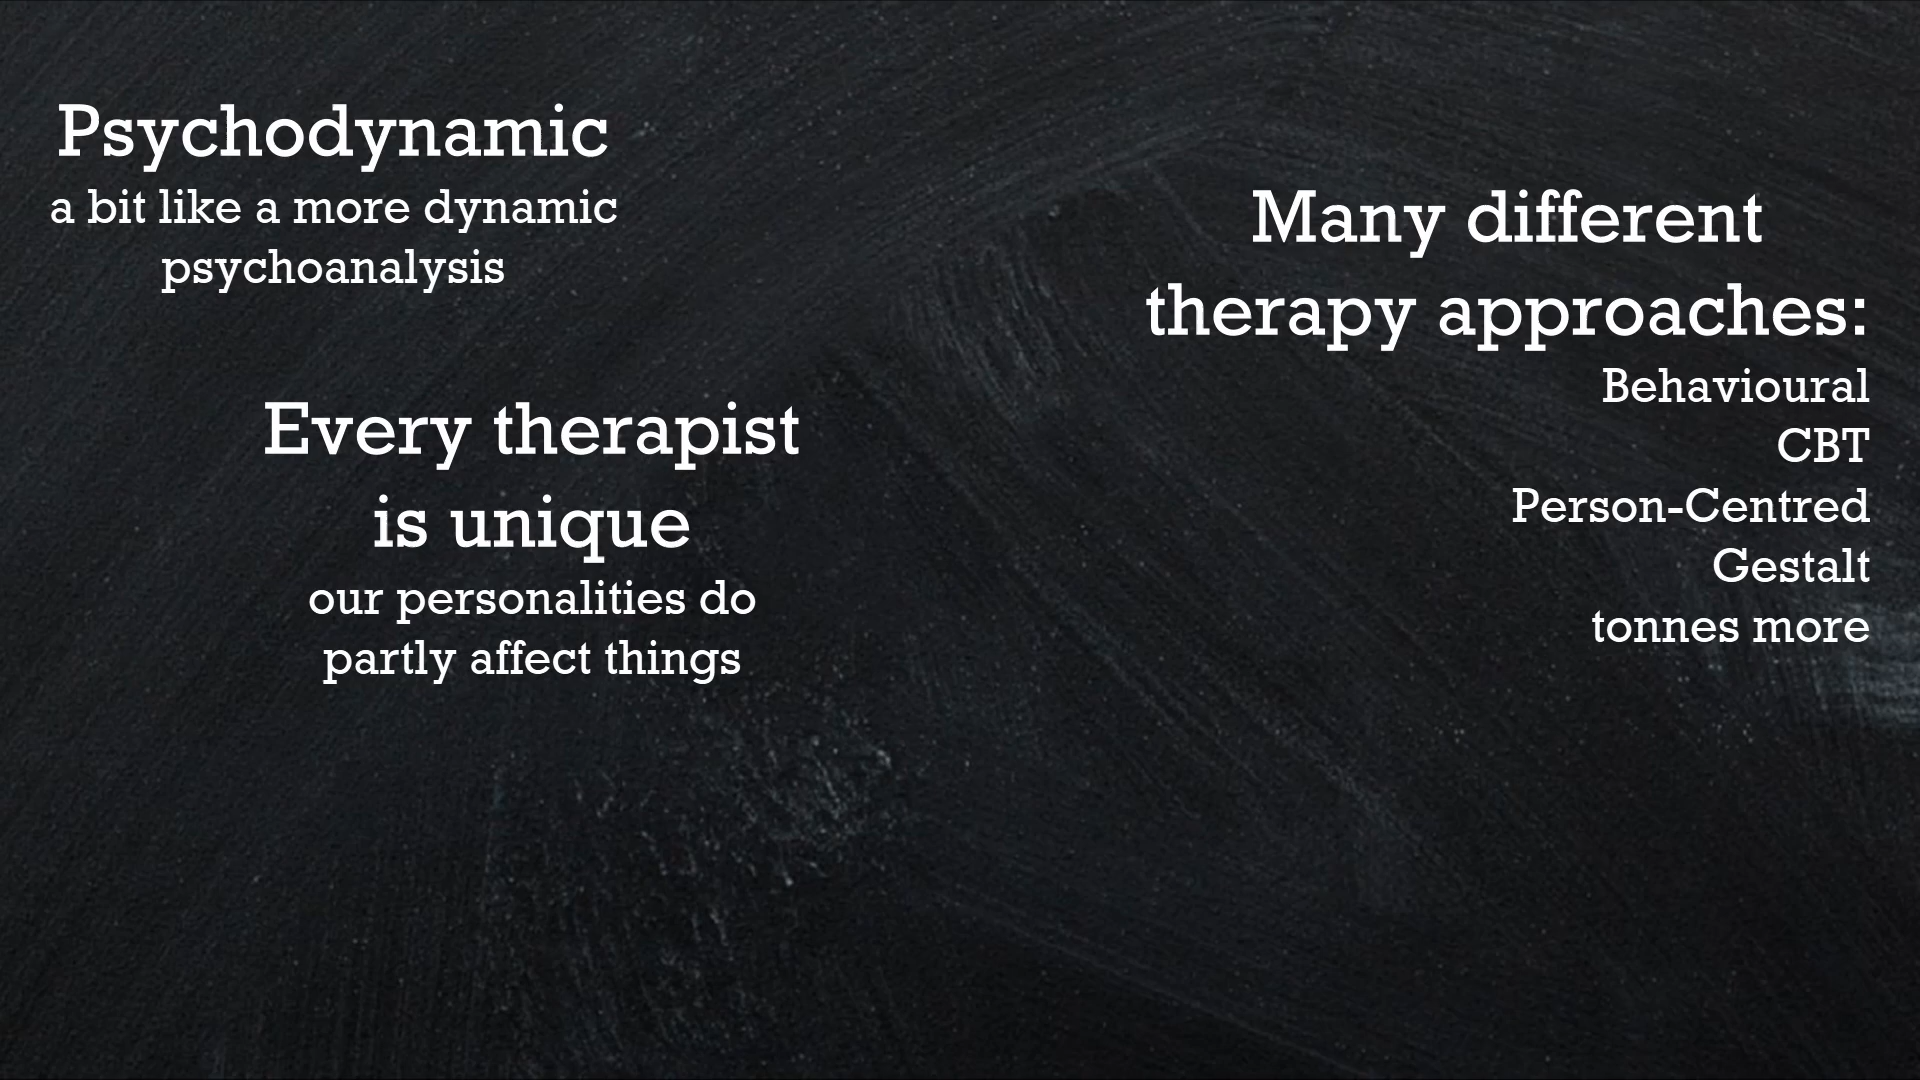 Psychodynamic
a bit like a more dynamic
psychoanalysis
Every therapist
is unique
our personalities do
partly affect things
Many different
therapy approaches:
Behavioural
CBT
Person-Centred
Gestalt
tonnes more